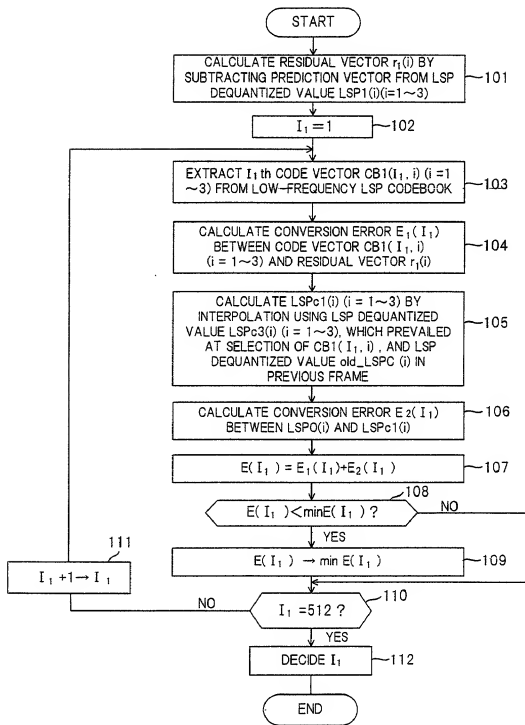 START
CALCULATE RESIDUAL VECTOR r₁(i) BY
SUBTRACTING PREDICTION VECTOR FROM LSP
DEQUANTIZED VALUE LSP1(i)(i=1~3)
101
I₁=1
102
EXTRACT I₁th CODE VECTOR CB1(I₁, i) (i =1
~3) FROM LOW-FREQUENCY LSP CODEBOOK
103
CALCULATE CONVERSION ERROR E₁(I₁)
BETWEEN CODE VECTOR CB1(I₁, i)
(i = 1~3) AND RESIDUAL VECTOR r₁(i)
104
CALCULATE LSPc1(i) (i = 1~3) BY
INTERPOLATION USING LSP DEQUANTIZED
VALUE LSPc3(i) (i = 1~3), WHICH PREVAILED
AT SELECTION OF CB1(I₁, i), AND LSP
DEQUANTIZED VALUE old_LSPC (i) IN
PREVIOUS FRAME
105
CALCULATE CONVERSION ERROR E₂(I₁)
BETWEEN LSP0(i) AND LSPc1(i)
106
E(I₁) = E₁(I₁)+E₂(I₁)
107
108
E(I₁)<minE(I₁) ?
NO
YES
111
I₁+1→I₁
E(I₁) → min E(I₁)
109
110
NO
I₁=512 ?
YES
DECIDE I₁
112
END